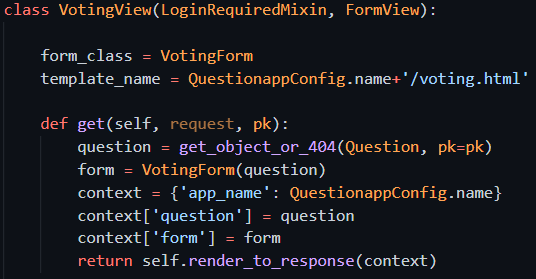 class VotingView(LoginRequiredMixin, FormView):
    form_class = VotingForm
    template_name = QuestionappConfig.name+'/voting.html'
    def get(self, request, pk):
        question = get_object_or_404(Question, pk=pk)
        form = VotingForm(question)
        context = {'app_name': QuestionappConfig.name}
        context['question'] = question
        context['form'] = form
        return self.render_to_response(context)